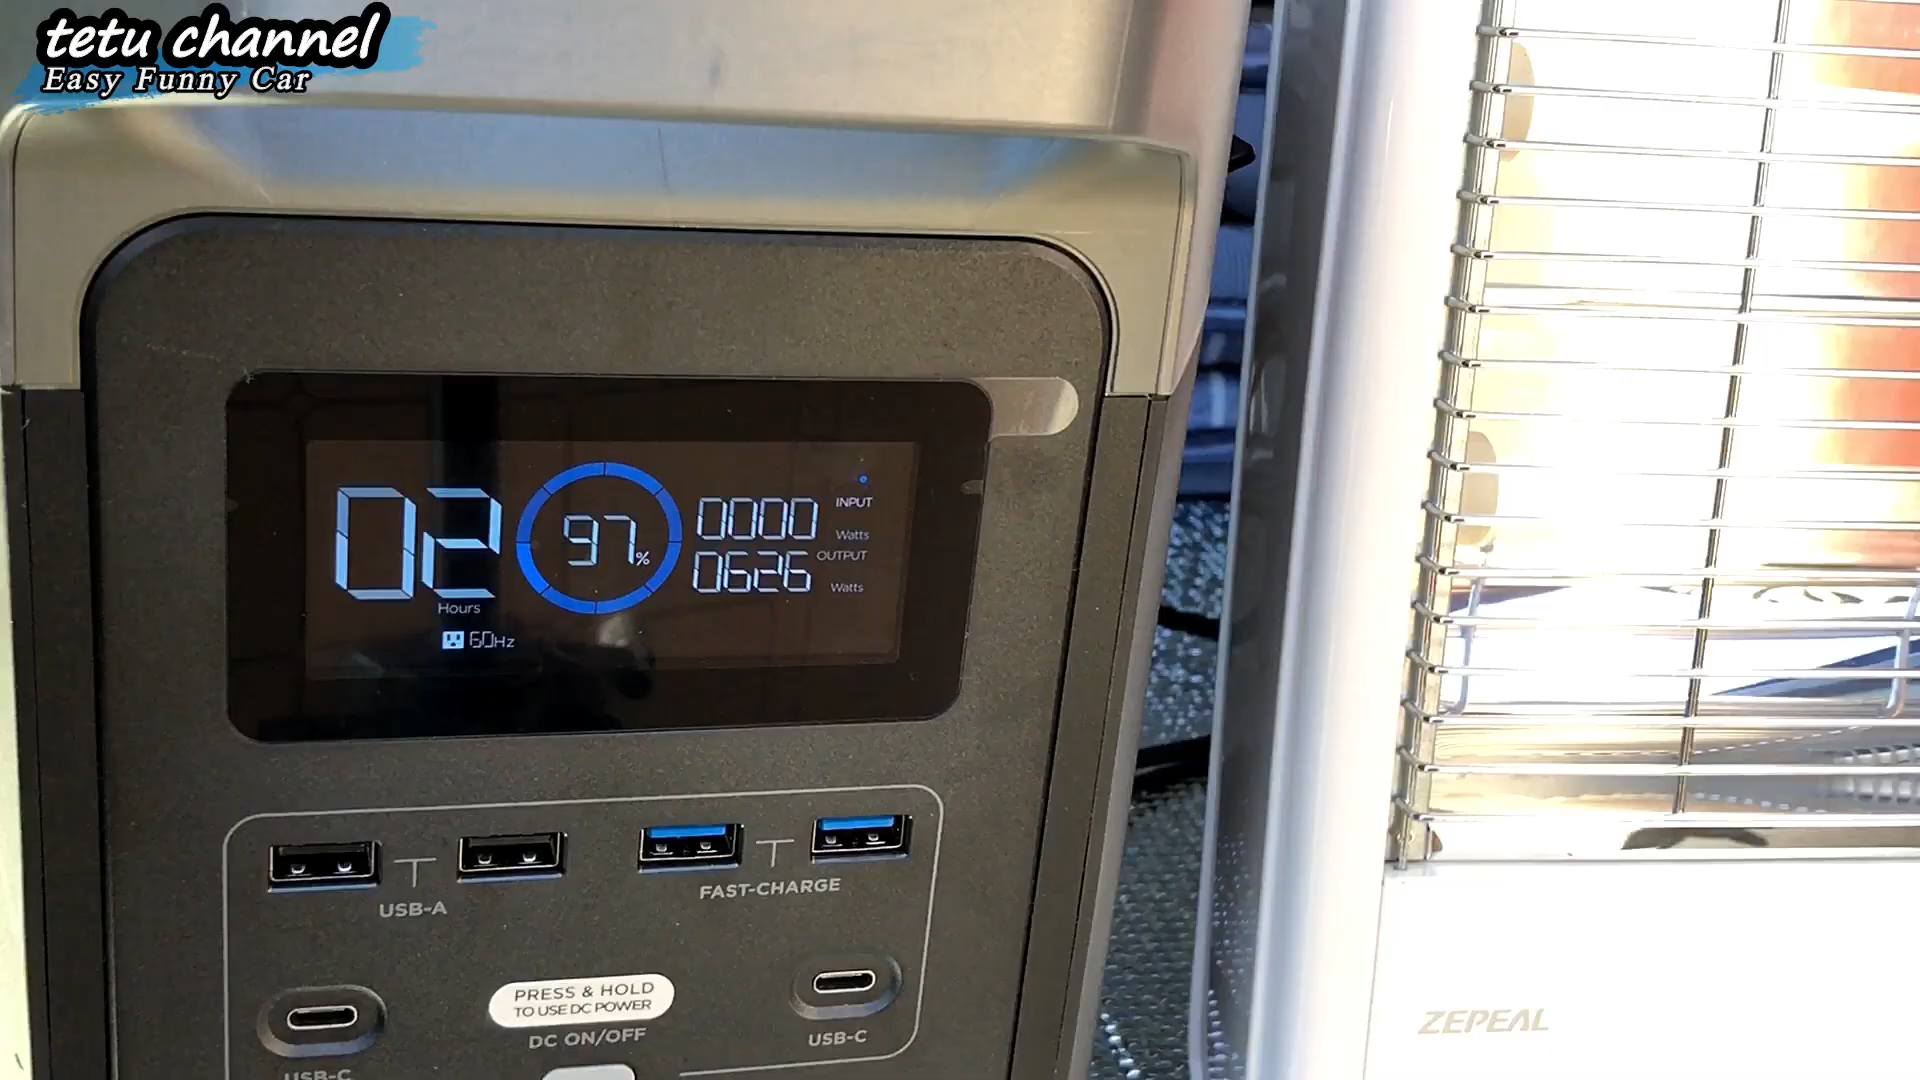 tetu channel
Easy Funny Car
02
Hours
60Hz
97%
0000
INPUT
Watts
0626
OUTPUT
Watts
USB-A
FAST-CHARGE
PRESS & HOLD
TO USE DC POWER
DC ON/OFF
USB-C
USB-C
ZEPEAL